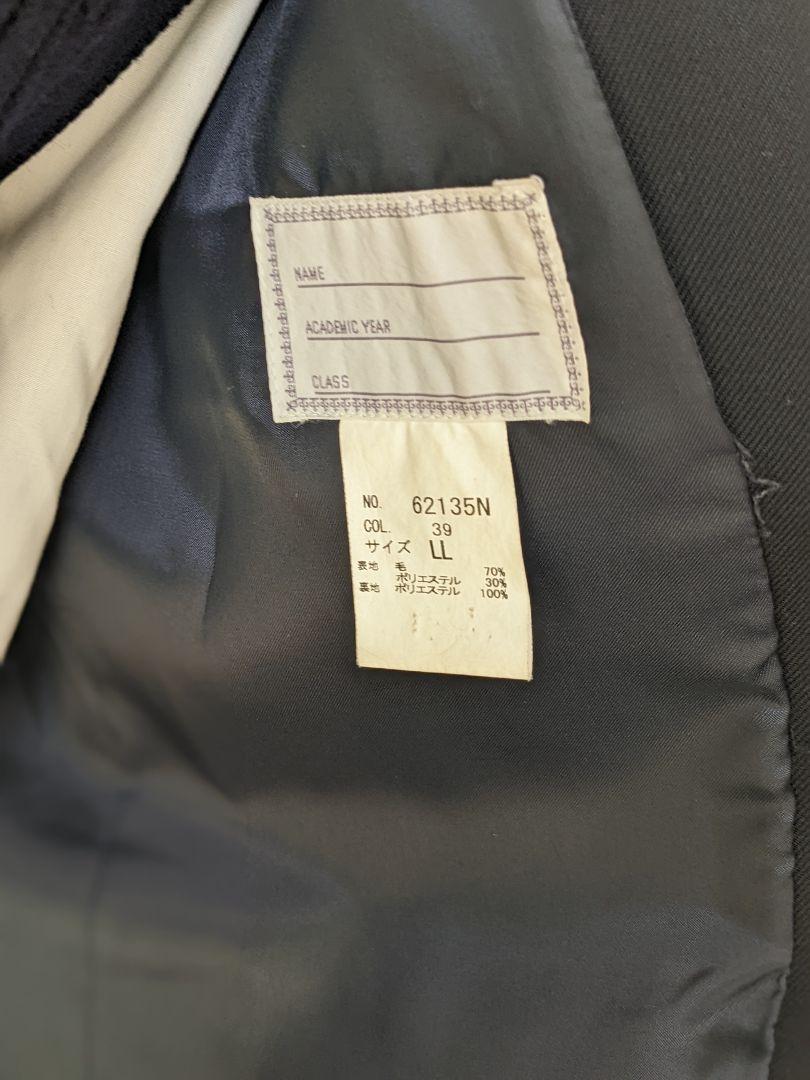 NAME
ACADEMIC YEAR
CLASS
NO. 62135N
COL. 39
サイズ LL
表地 毛 70%
ポリエステル 30%
裏地 ポリエステル 100%